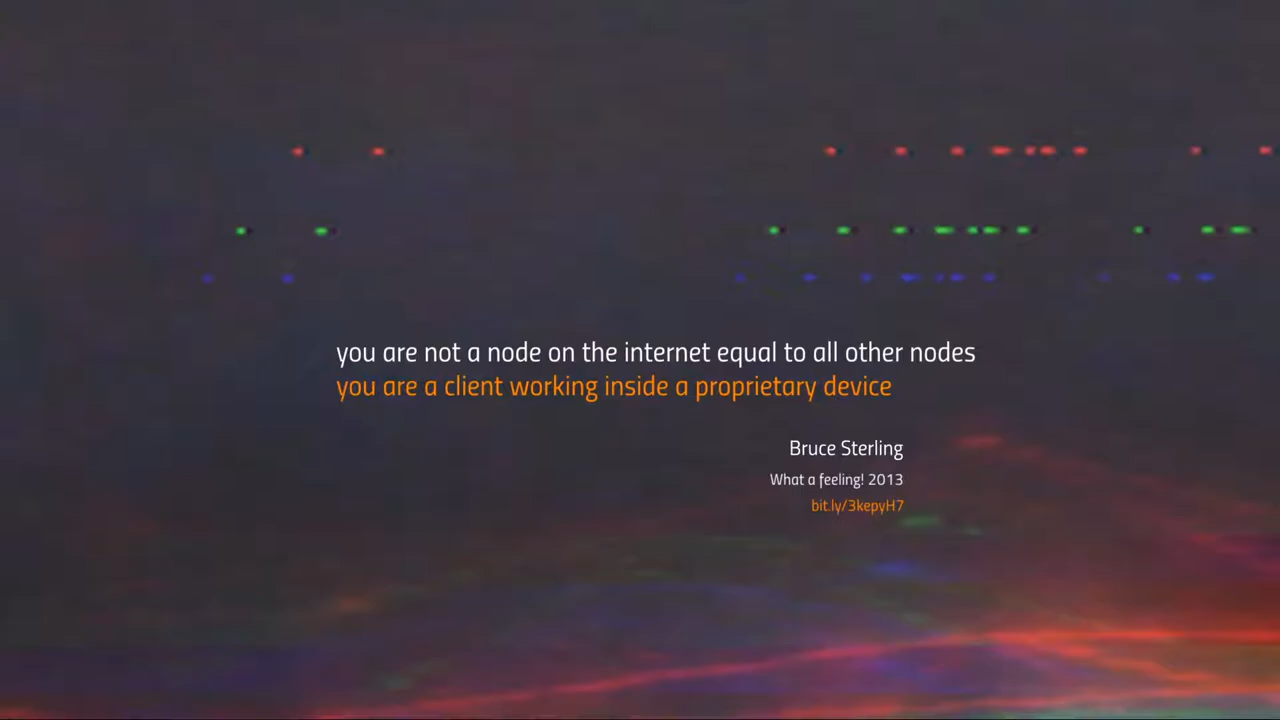 you are not a node on the internet equal to all other nodes
you are a client working inside a proprietary device
Bruce Sterling
What a feeling! 2013
bit.ly/3kepyH7